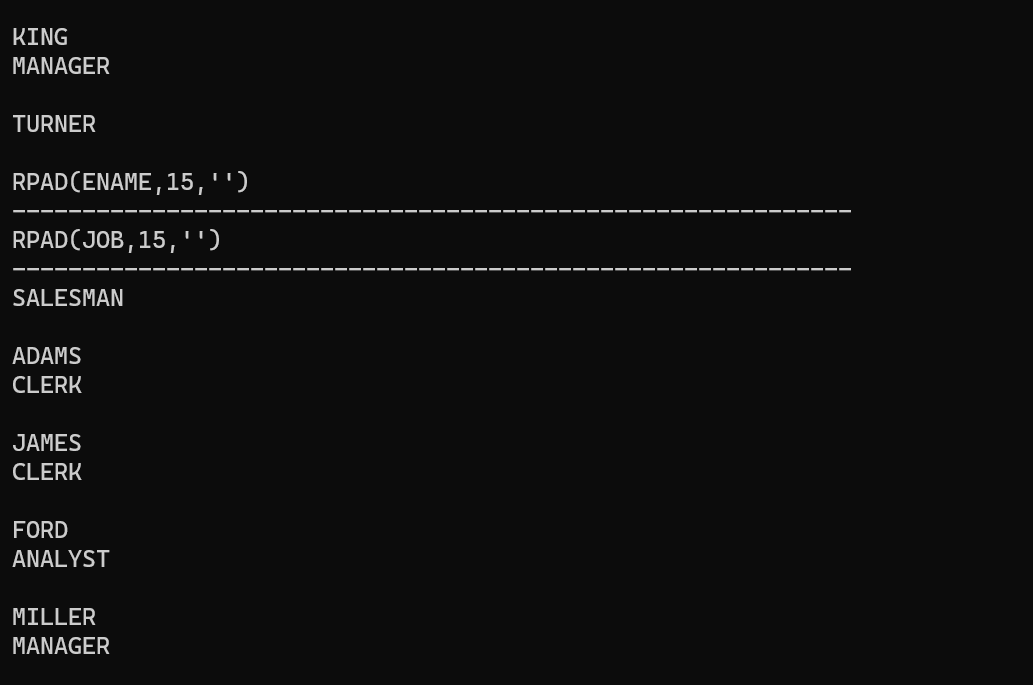 KING
MANAGER
TURNER
RPAD(ENAME,15,'')
------------------------------------------------------------
RPAD(JOB,15,'')
------------------------------------------------------------
SALESMAN
ADAMS
CLERK
JAMES
CLERK
FORD
ANALYST
MILLER
MANAGER